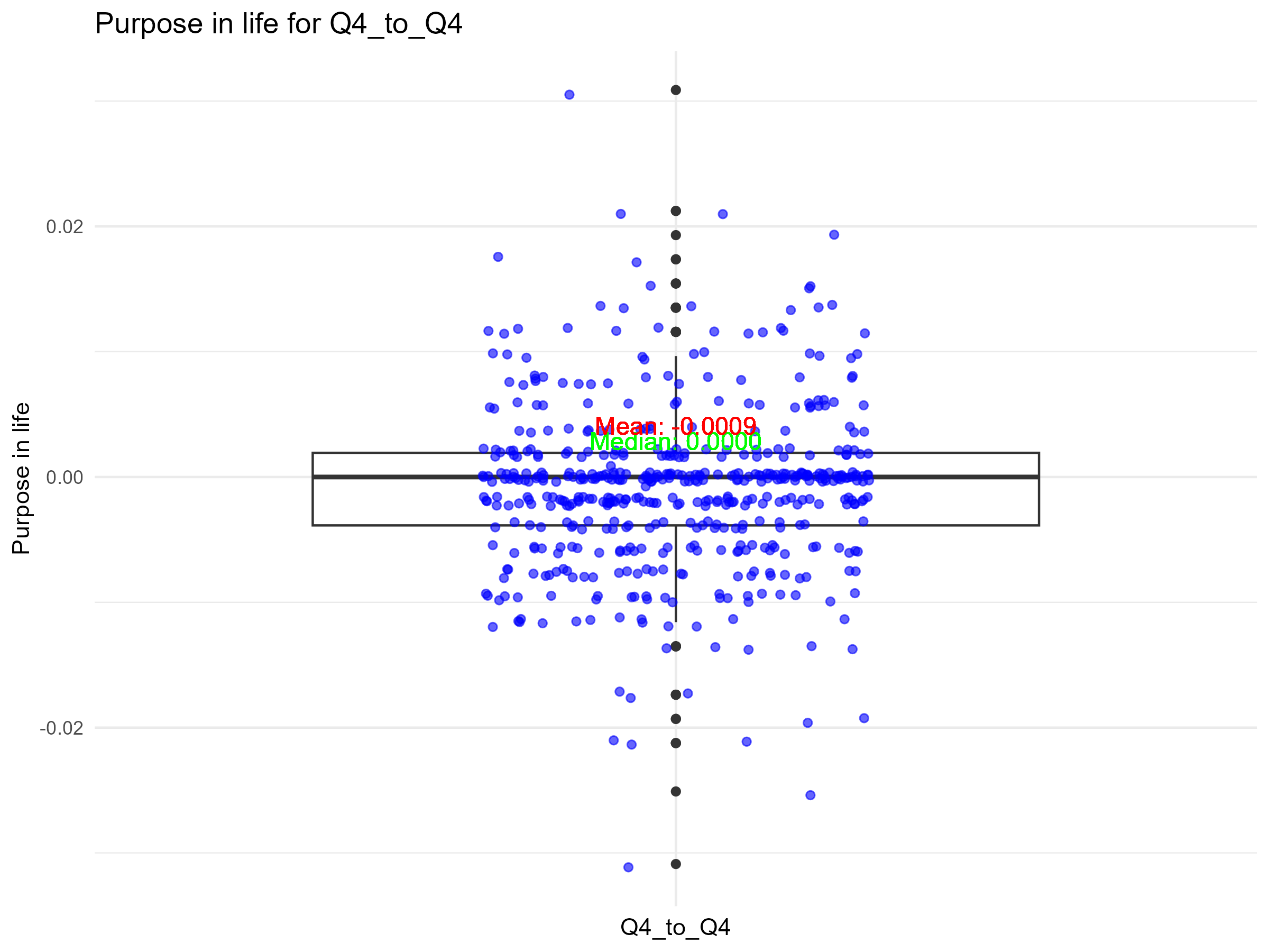 Purpose in life for Q4_to_Q4
Purpose in life
0.02
0.00
-0.02
Mean: -0.0009
Median: 0.0000
Q4_to_Q4